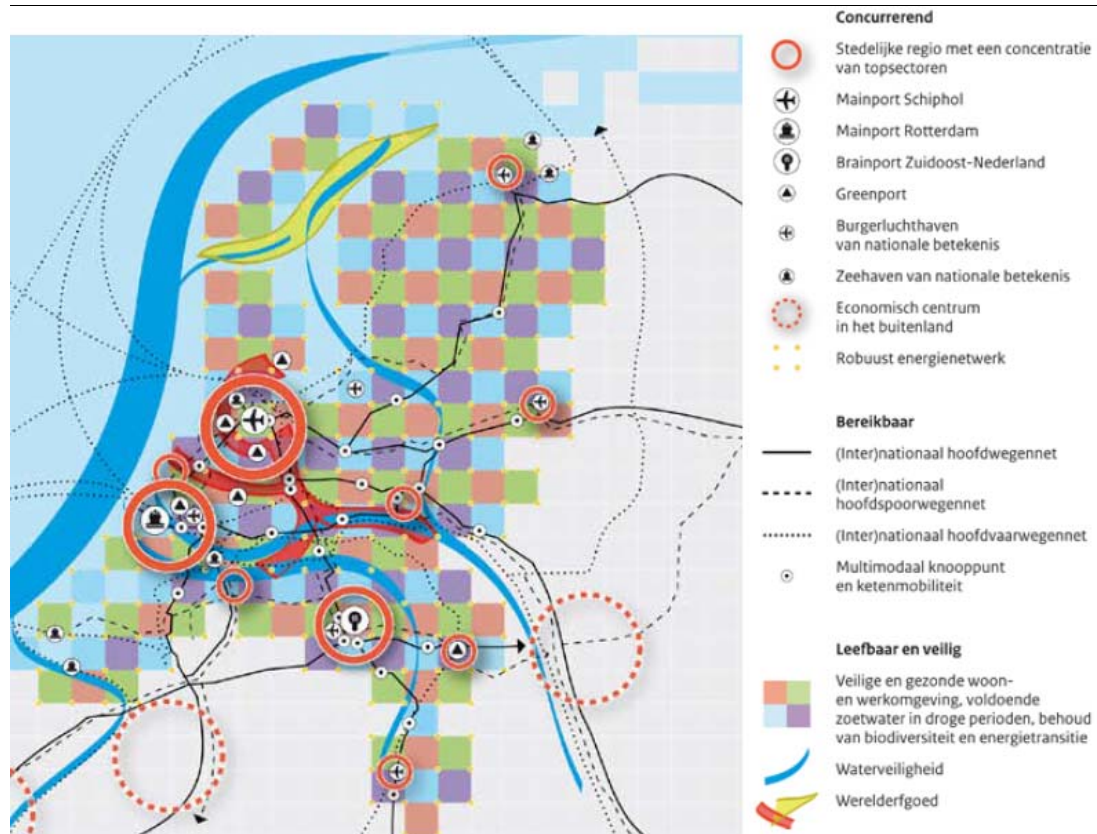 Concurrerend
Stedelijke regio met een concentratie
van topsectoren
Mainport Schiphol
Mainport Rotterdam
Brainport Zuidoost-Nederland
Greenport
Burgerluchthaven
van nationale betekenis
Zeehaven van nationale betekenis
Economisch centrum
in het buitenland
Robuust energienetwerk
Bereikbaar
(Inter)nationaal hoofdwegennet
(Inter)nationaal
hoofdspoorwegennet
(Inter)nationaal hoofdvaarwegennet
Multimodaal knooppunt
en ketenmobiliteit
Leefbaar en veilig
Veilige en gezonde woon-
en werkomgeving, voldoende
zoetwater in droge perioden, behoud
van biodiversiteit en energietransitie
Waterveiligheid
Werelderfgoed